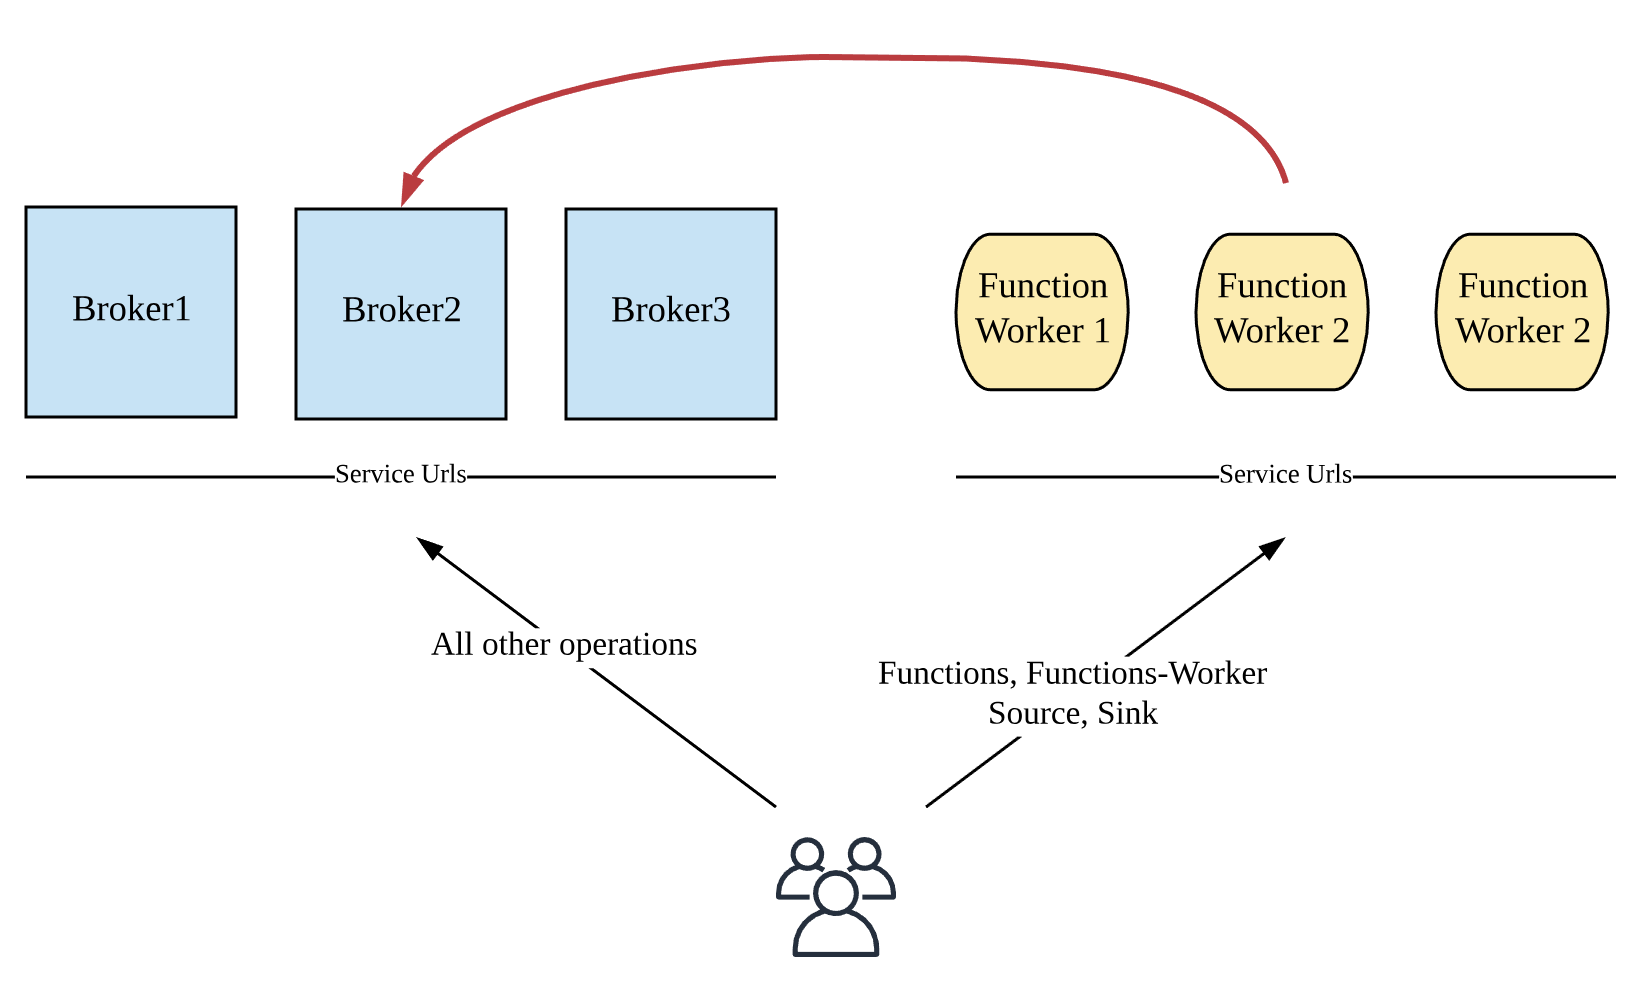 Broker1
Broker2
Broker3
Function
Worker 1
Function
Worker 2
Function
Worker 2
Service Urls
Service Urls
All other operations
Functions, Functions-Worker
Source, Sink